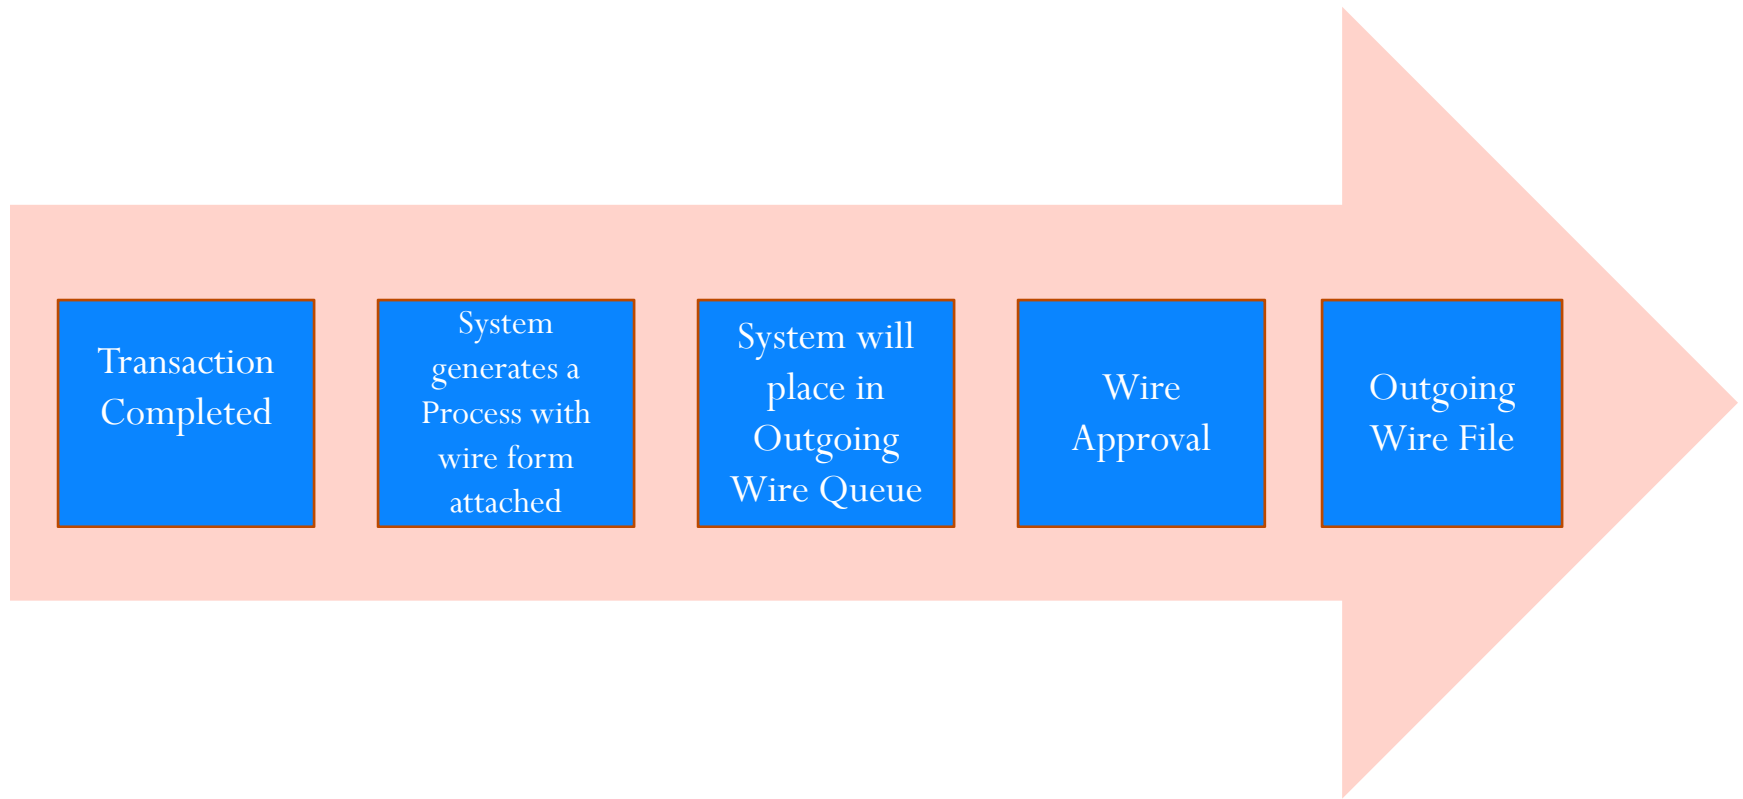 Transaction
Completed
System
generates a
Process with
wire form
attached
System will
place in
Outgoing
Wire Queue
Wire
Approval
Outgoing
Wire File